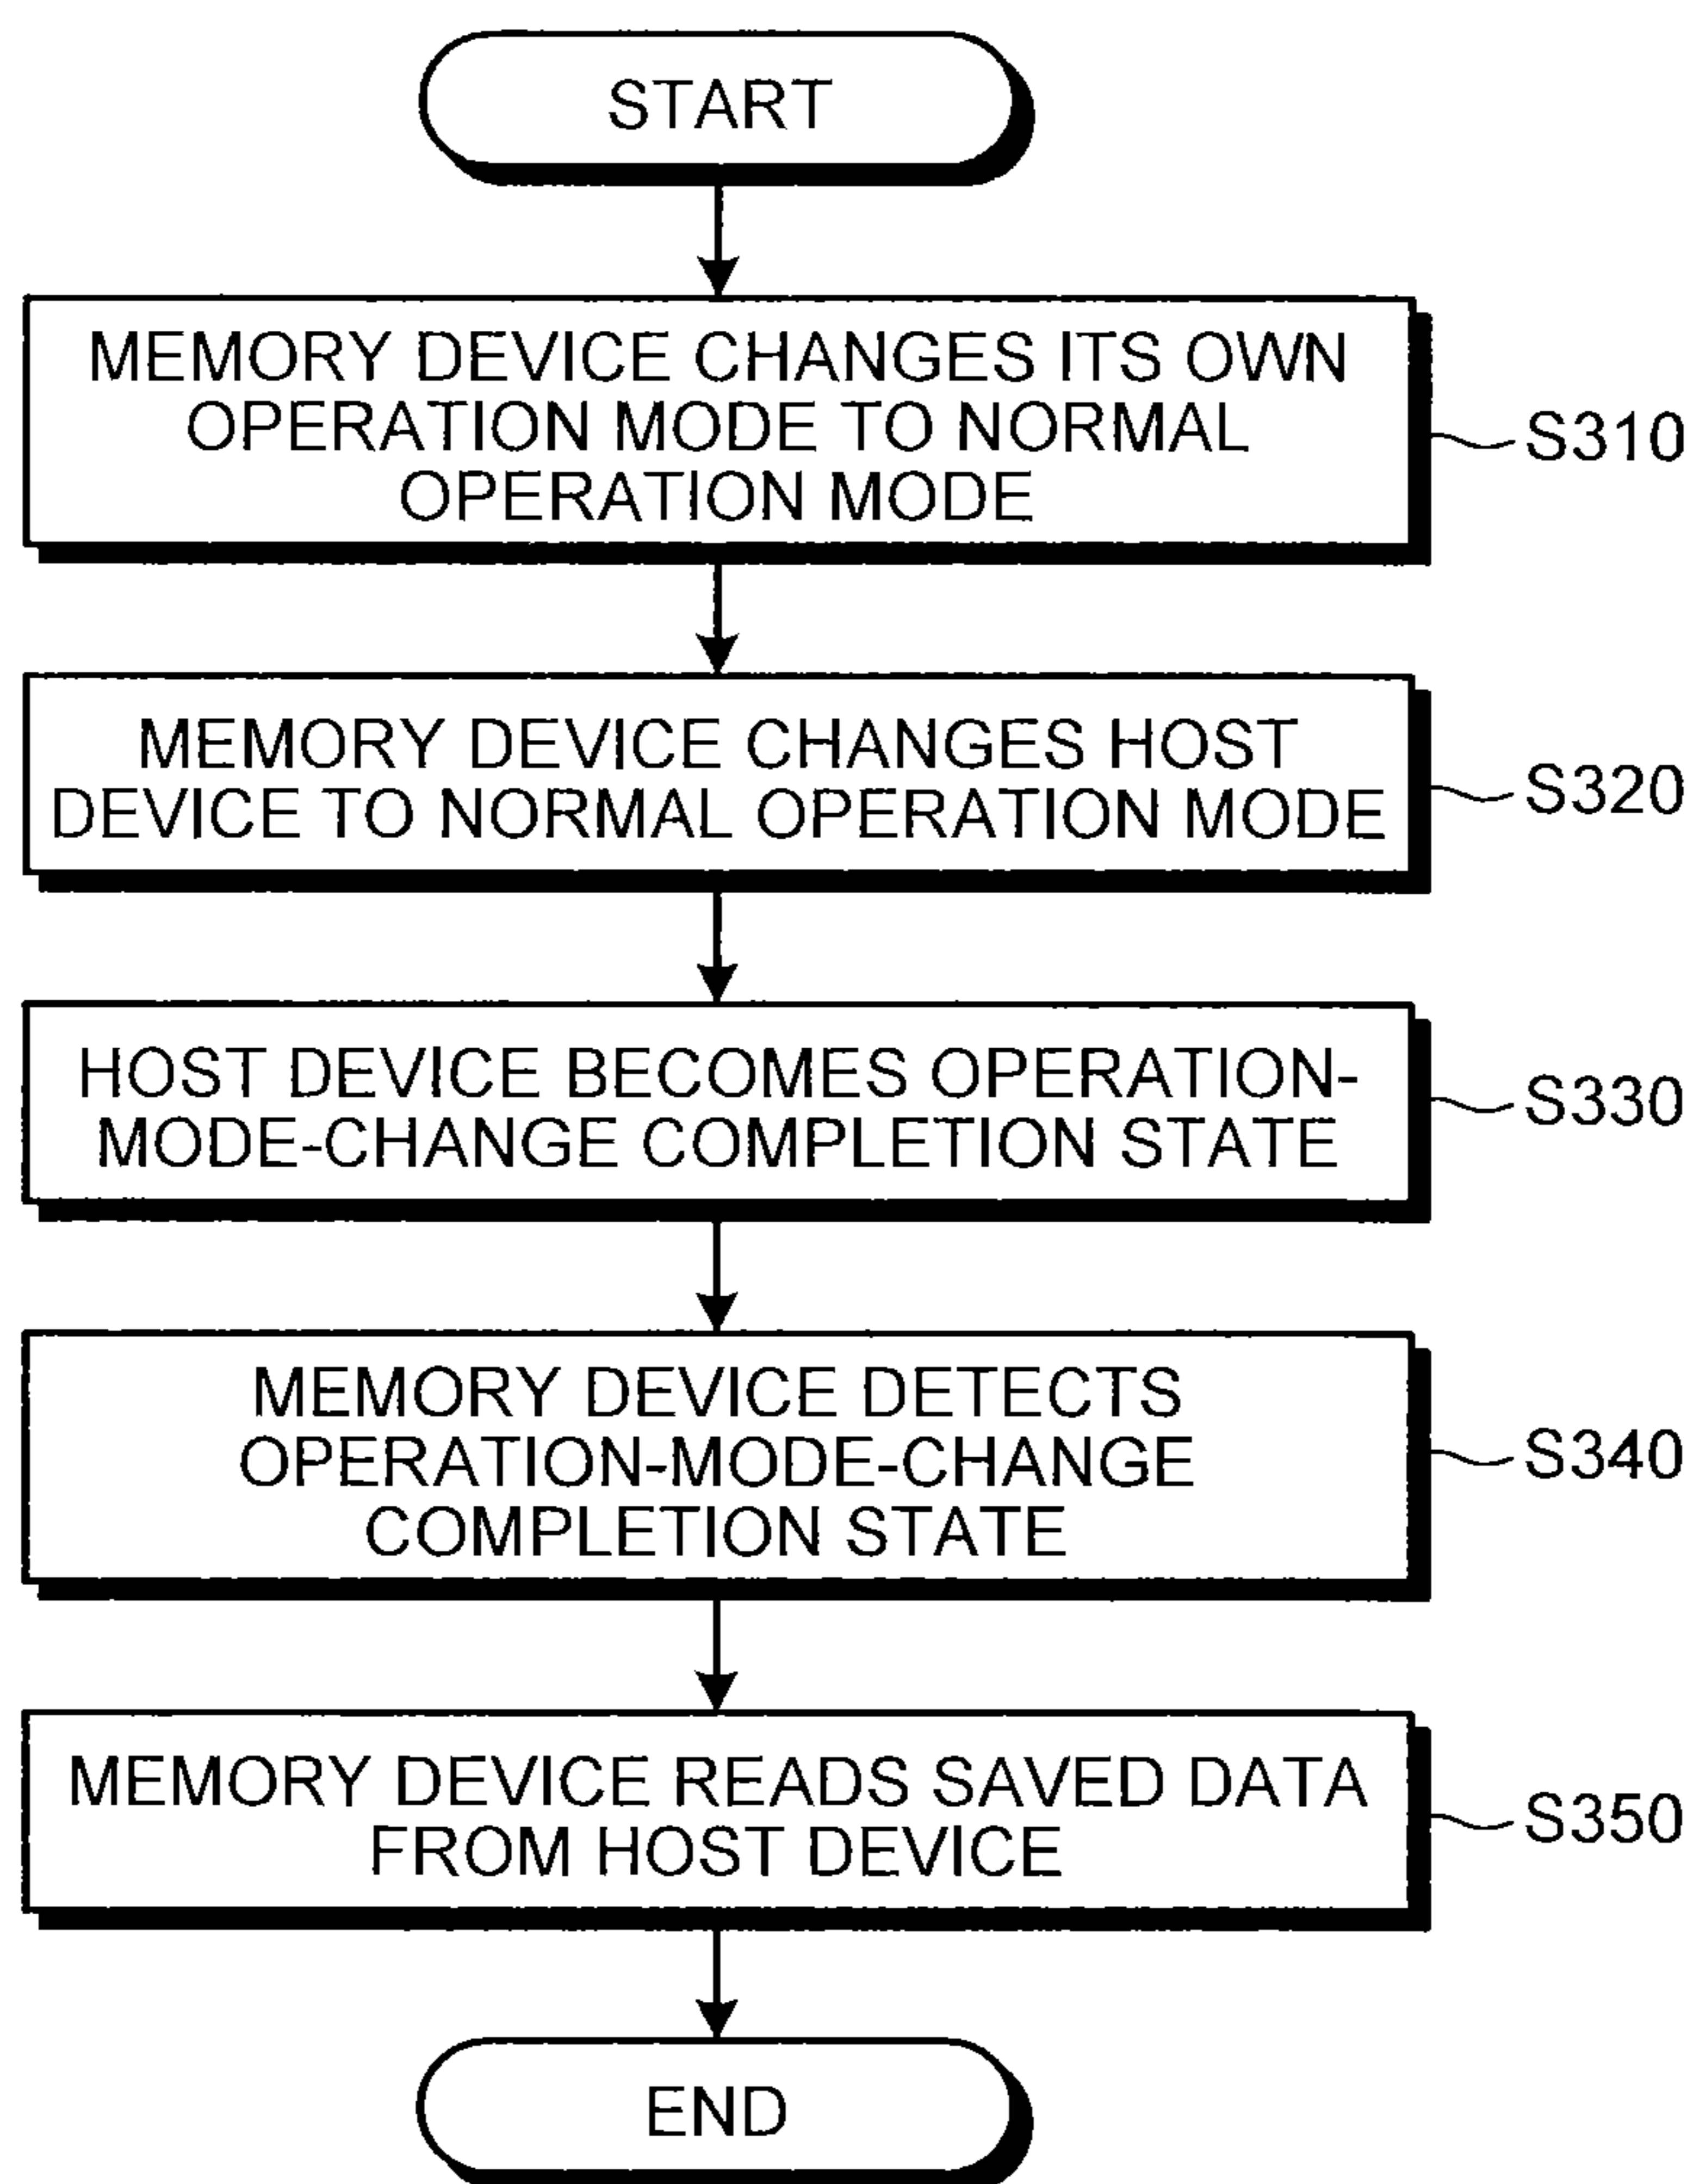 START
MEMORY DEVICE CHANGES ITS OWN
OPERATION MODE TO NORMAL
OPERATION MODE
S310
MEMORY DEVICE CHANGES HOST
DEVICE TO NORMAL OPERATION MODE
S320
HOST DEVICE BECOMES OPERATION-
MODE-CHANGE COMPLETION STATE
S330
MEMORY DEVICE DETECTS
OPERATION-MODE-CHANGE
COMPLETION STATE
S340
MEMORY DEVICE READS SAVED DATA
FROM HOST DEVICE
S350
END